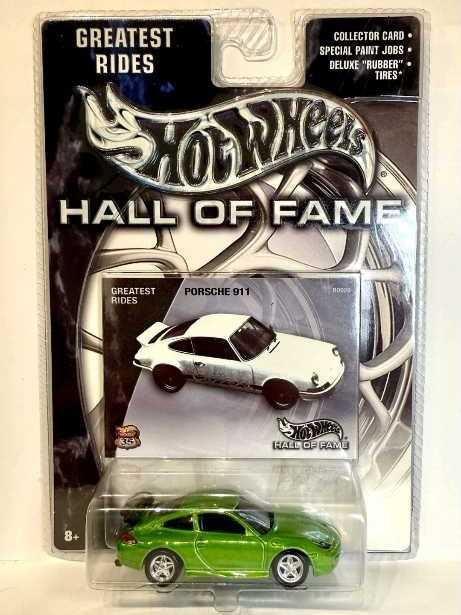 GREATEST
RIDES
COLLECTOR CARD •
SPECIAL PAINT JOBS •
DELUXE "RUBBER" •
TIRES*
HOT WHEELS
®
HALL OF FAME
GREATEST
RIDES
PORSCHE 911
35
HOT WHEELS
HALL OF FAME
8+